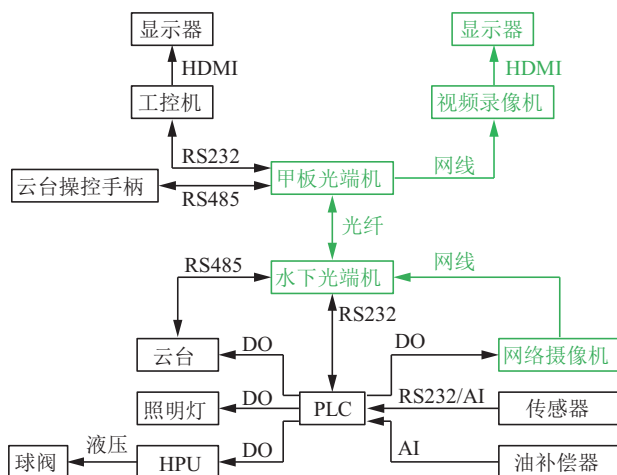 显示器
显示器
HDMI
HDMI
工控机
视频录像机
RS232
甲板光端机
网线
云台操控手柄
RS485
光纤
RS485
水下光端机
网线
RS232
云台
DO
DO
网络摄像机
照明灯
DO
PLC
RS232/AI
传感器
球阀
液压
HPU
DO
AI
油补偿器